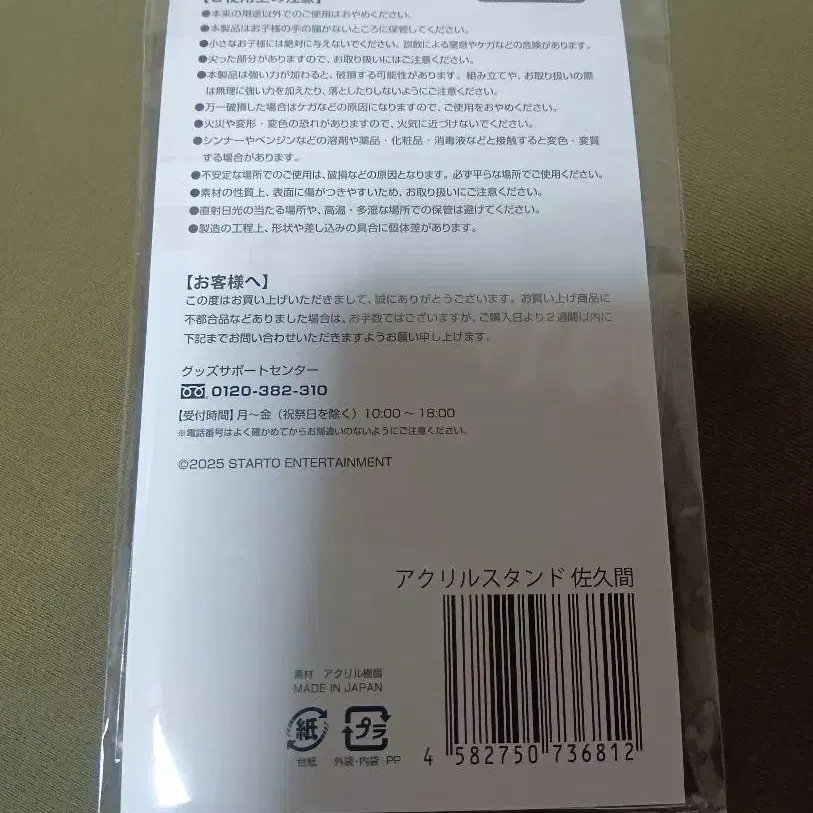 【ご使用上の注意】
●本来の用途以外でのご使用はおやめください。
●本製品はお子様の手の届かないところに保管してください。
●小さなお子様には絶対に与えないでください。誤飲による窒息やケガなどの危険があります。
●尖った部分がありますので、お取り扱いにはご注意ください。
●本製品は強い力が加わると、破損する可能性があります。組み立てや、お取り扱いの際
は無理に強い力を加えたり、落としたりしないようにご注意ください。
●万一破損した場合はケガなどの原因になりますので、ご使用をおやめください。
●火災や変形・変色の恐れがありますので、火気に近づけないでください。
●シンナーやベンジンなどの溶剤や薬品・化粧品・消毒液などと接触すると変色・変質
する場合があります。
●不安定な場所でのご使用は、破損などの原因となります。必ず平らな場所でご使用ください。
●素材の性質上、表面に傷がつきやすいため、お取り扱いにご注意ください。
●直射日光の当たる場所や、高温・多湿な場所での保管は避けてください。
●製造の工程上、形状や差し込みの具合に個体差があります。
【お客様へ】
この度はお買い上げいただきまして、誠にありがとうございます。お買い上げ商品に
不都合品などありました場合は、お手数ではございますが、ご購入日より2週間以内に
下記までお問い合わせいただきますようお願い申し上げます。
グッズサポートセンター
0120-382-310
【受付時間】月～金（祝祭日を除く）10:00～18:00
※電話番号はよく確かめてからお間違いのないようにご注意ください。
©2025 STARTO ENTERTAINMENT
アクリルスタンド 佐久間
素材 アクリル樹脂
MADE IN JAPAN
紙 プラ
台紙 外袋・内袋 PP
4 582750 736812